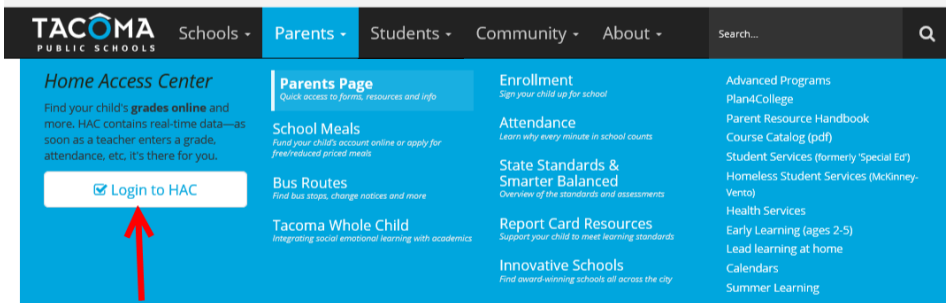 TACOMA
PUBLIC SCHOOLS
Schools
Parents
Students
Community
About
Search...
Home Access Center
Find your child's grades online and
more. HAC contains real-time data—as
soon as a teacher enters a grade,
attendance, etc, it's there for you.
Login to HAC
Parents Page
Quick access to forms, resources and info
School Meals
Fund your child's account online or apply for
free/reduced priced meals
Bus Routes
Find bus stops, change notices and more
Tacoma Whole Child
Integrating social emotional learning with academics
Enrollment
Sign your child up for school
Attendance
Learn why every minute in school counts
State Standards &
Smarter Balanced
Overview of the standards and assessments
Report Card Resources
Support your child to meet learning standards
Innovative Schools
Find award-winning schools all across the city
Advanced Programs
Plan4College
Parent Resource Handbook
Course Catalog (pdf)
Student Services (formerly 'Special Ed')
Homeless Student Services (McKinney-
Vento)
Health Services
Early Learning (ages 2-5)
Lead learning at home
Calendars
Summer Learning